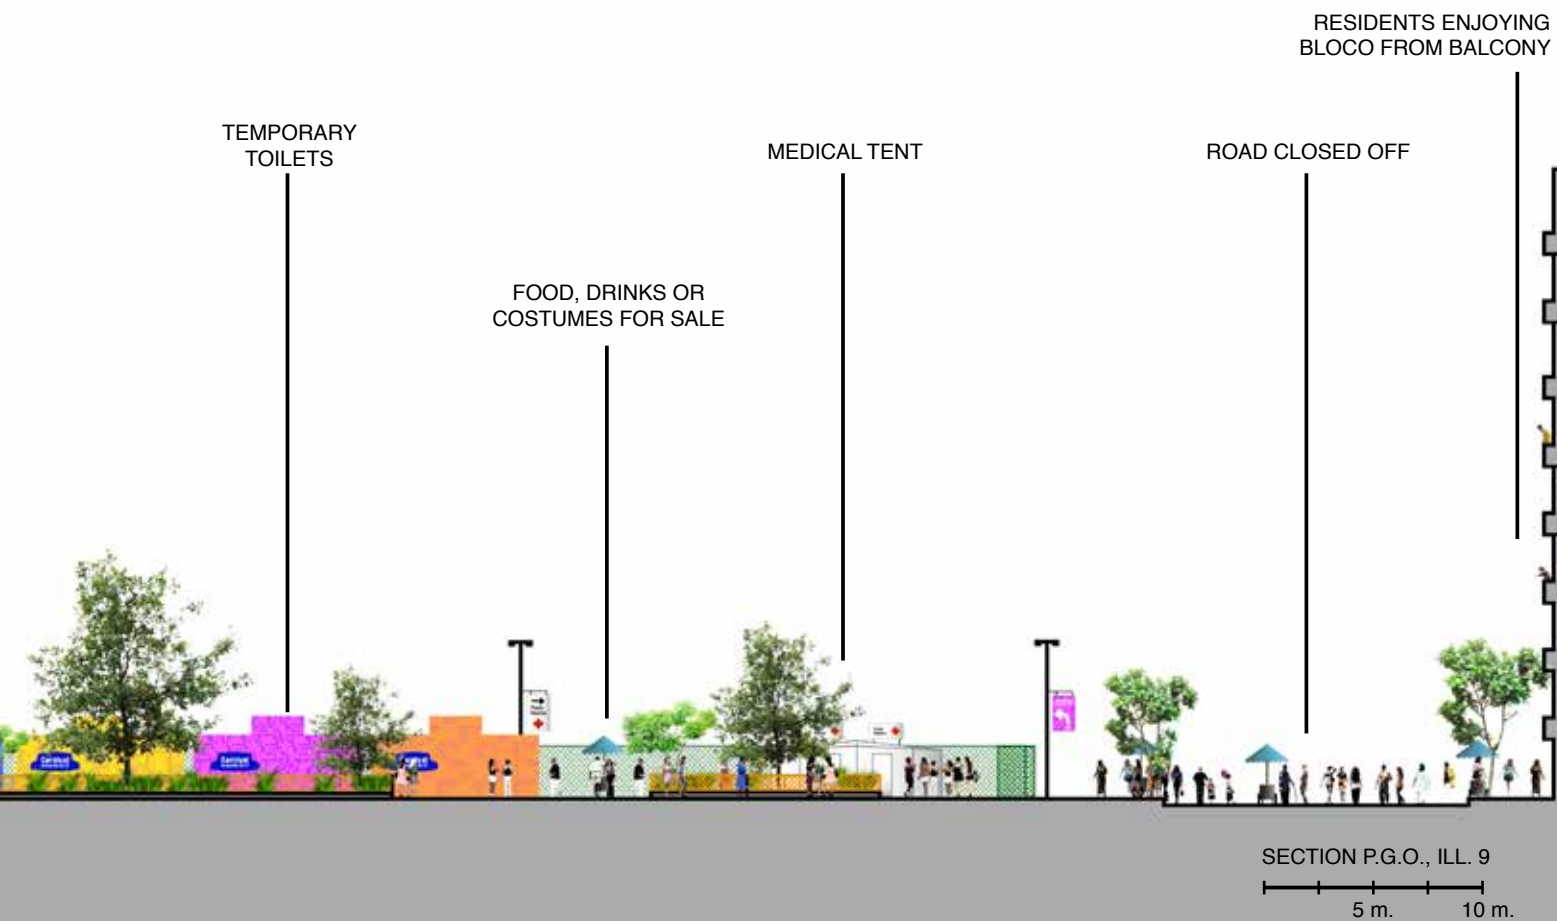 RESIDENTS ENJOYING
BLOCO FROM BALCONY
TEMPORARY
TOILETS
MEDICAL TENT
ROAD CLOSED OFF
FOOD, DRINKS OR
COSTUMES FOR SALE
SECTION P.G.O., ILL. 9
5 m.
10 m.